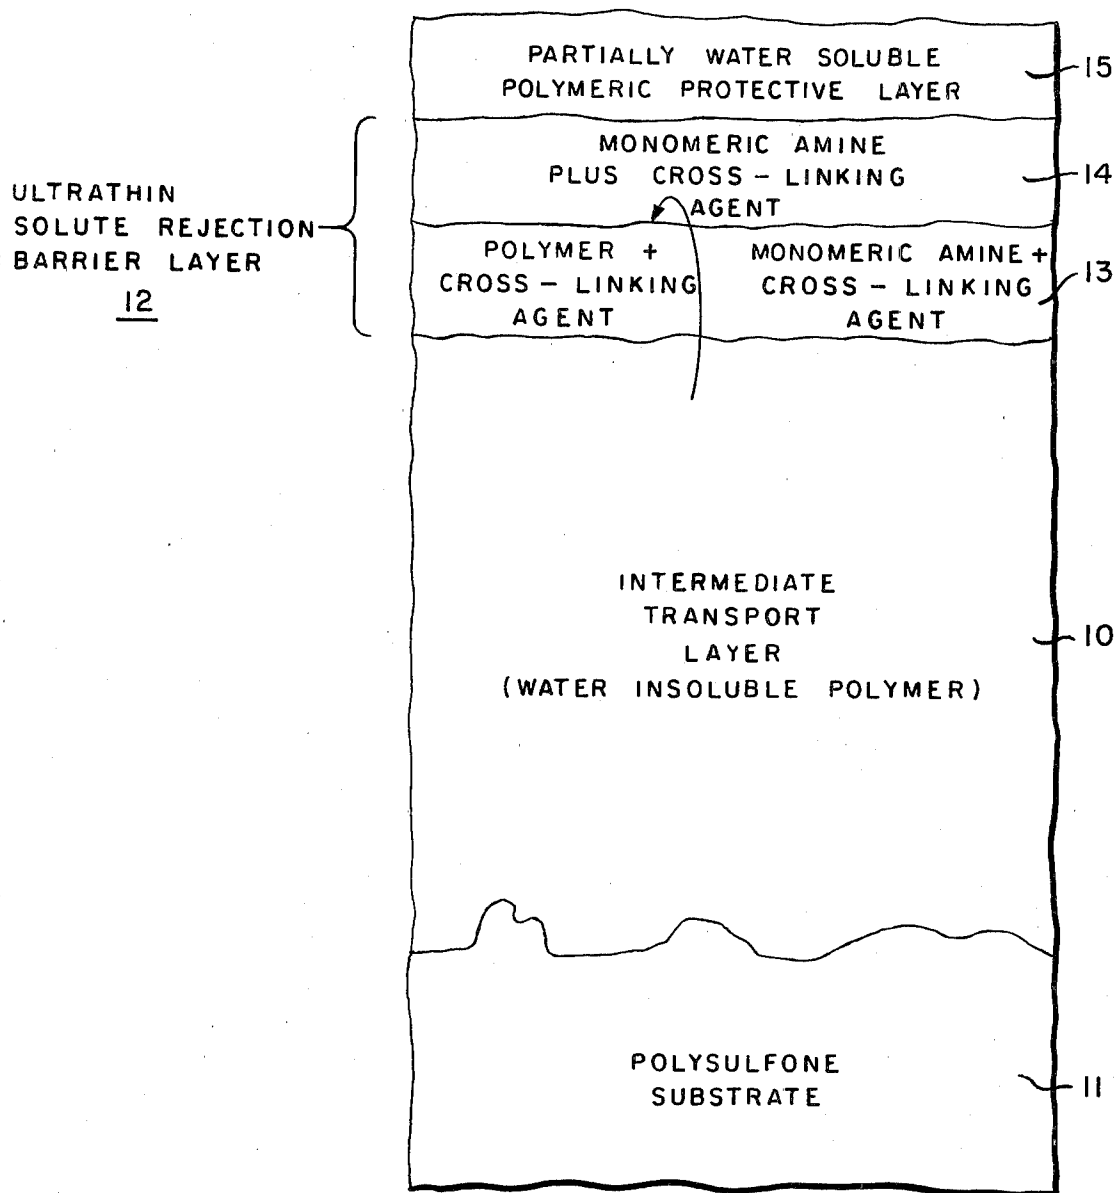 PARTIALLY WATER SOLUBLE
POLYMERIC PROTECTIVE LAYER
15
MONOMERIC AMINE
PLUS CROSS - LINKING
AGENT
14
ULTRATHIN
SOLUTE REJECTION
BARRIER LAYER
12
POLYMER +
CROSS - LINKING
AGENT
MONOMERIC AMINE +
CROSS - LINKING
AGENT
13
INTERMEDIATE
TRANSPORT
LAYER
(WATER INSOLUBLE POLYMER)
10
POLYSULFONE
SUBSTRATE
11